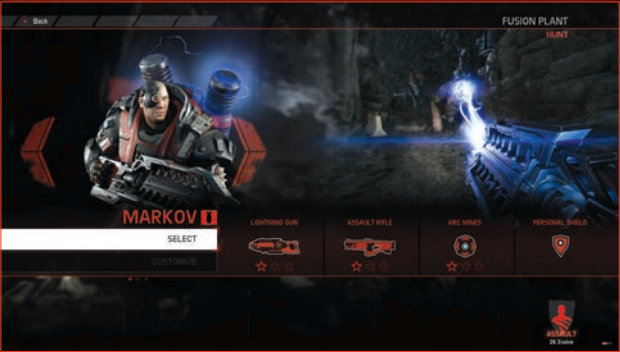 Back
FUSION PLANT
HUNT
MARKOV
SELECT
CUSTOMIZE
LIGHTNING GUN
ASSAULT RIFLE
ARC MINES
PERSONAL SHIELD
ASSAULT
2K Evolve